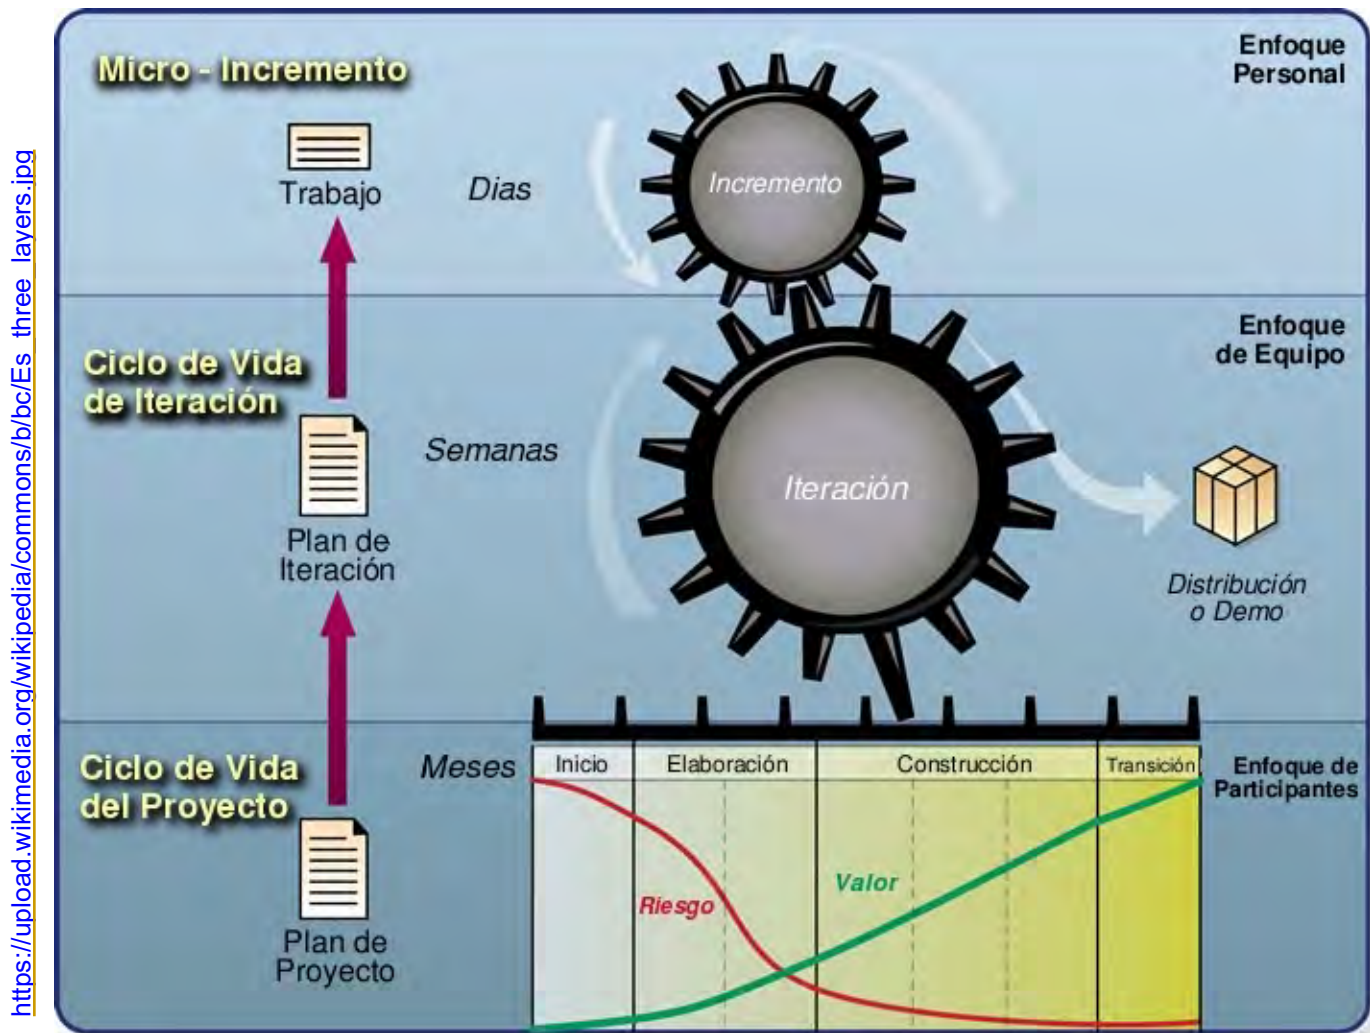 https://upload.wikimedia.org/wikipedia/commons/b/bc/Es_three_layers.jpg
Micro - Incremento
Enfoque
Personal
Trabajo
Dias
Incremento
Ciclo de Vida
de Iteración
Enfoque
de Equipo
Semanas
Iteración
Plan de
Iteración
Distribución
o Demo
Ciclo de Vida
del Proyecto
Meses
Inicio
Elaboración
Construcción
Transición
Enfoque de
Participantes
Riesgo
Valor
Plan de
Proyecto